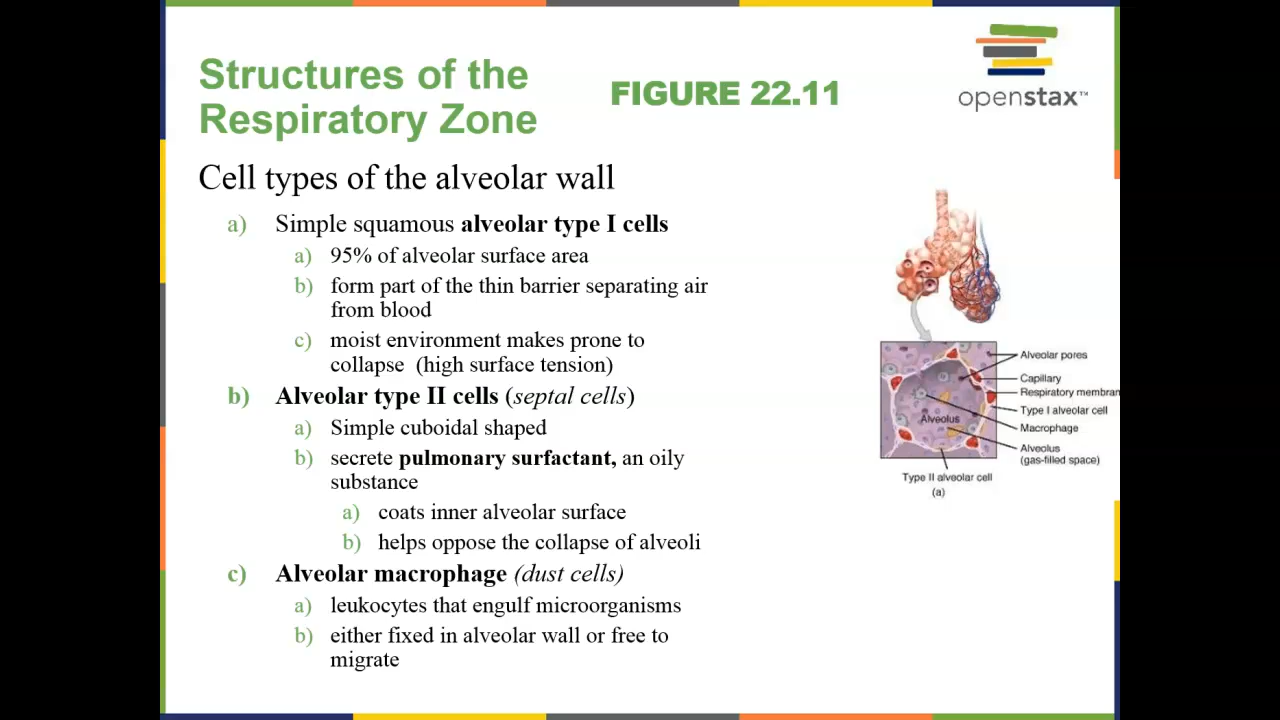 Structures of the
Respiratory Zone
FIGURE 22.11
openstax™
Cell types of the alveolar wall
a) Simple squamous alveolar type I cells
a) 95% of alveolar surface area
b) form part of the thin barrier separating air
from blood
c) moist environment makes prone to
collapse (high surface tension)
b) Alveolar type II cells (septal cells)
a) Simple cuboidal shaped
b) secrete pulmonary surfactant, an oily
substance
a) coats inner alveolar surface
b) helps oppose the collapse of alveoli
c) Alveolar macrophage (dust cells)
a) leukocytes that engulf microorganisms
b) either fixed in alveolar wall or free to
migrate
Alveolar pores
Capillary
Respiratory membran
Type I alveolar cell
Macrophage
Alveolus
Alveolus
(gas-filled space)
Type II alveolar cell
(a)